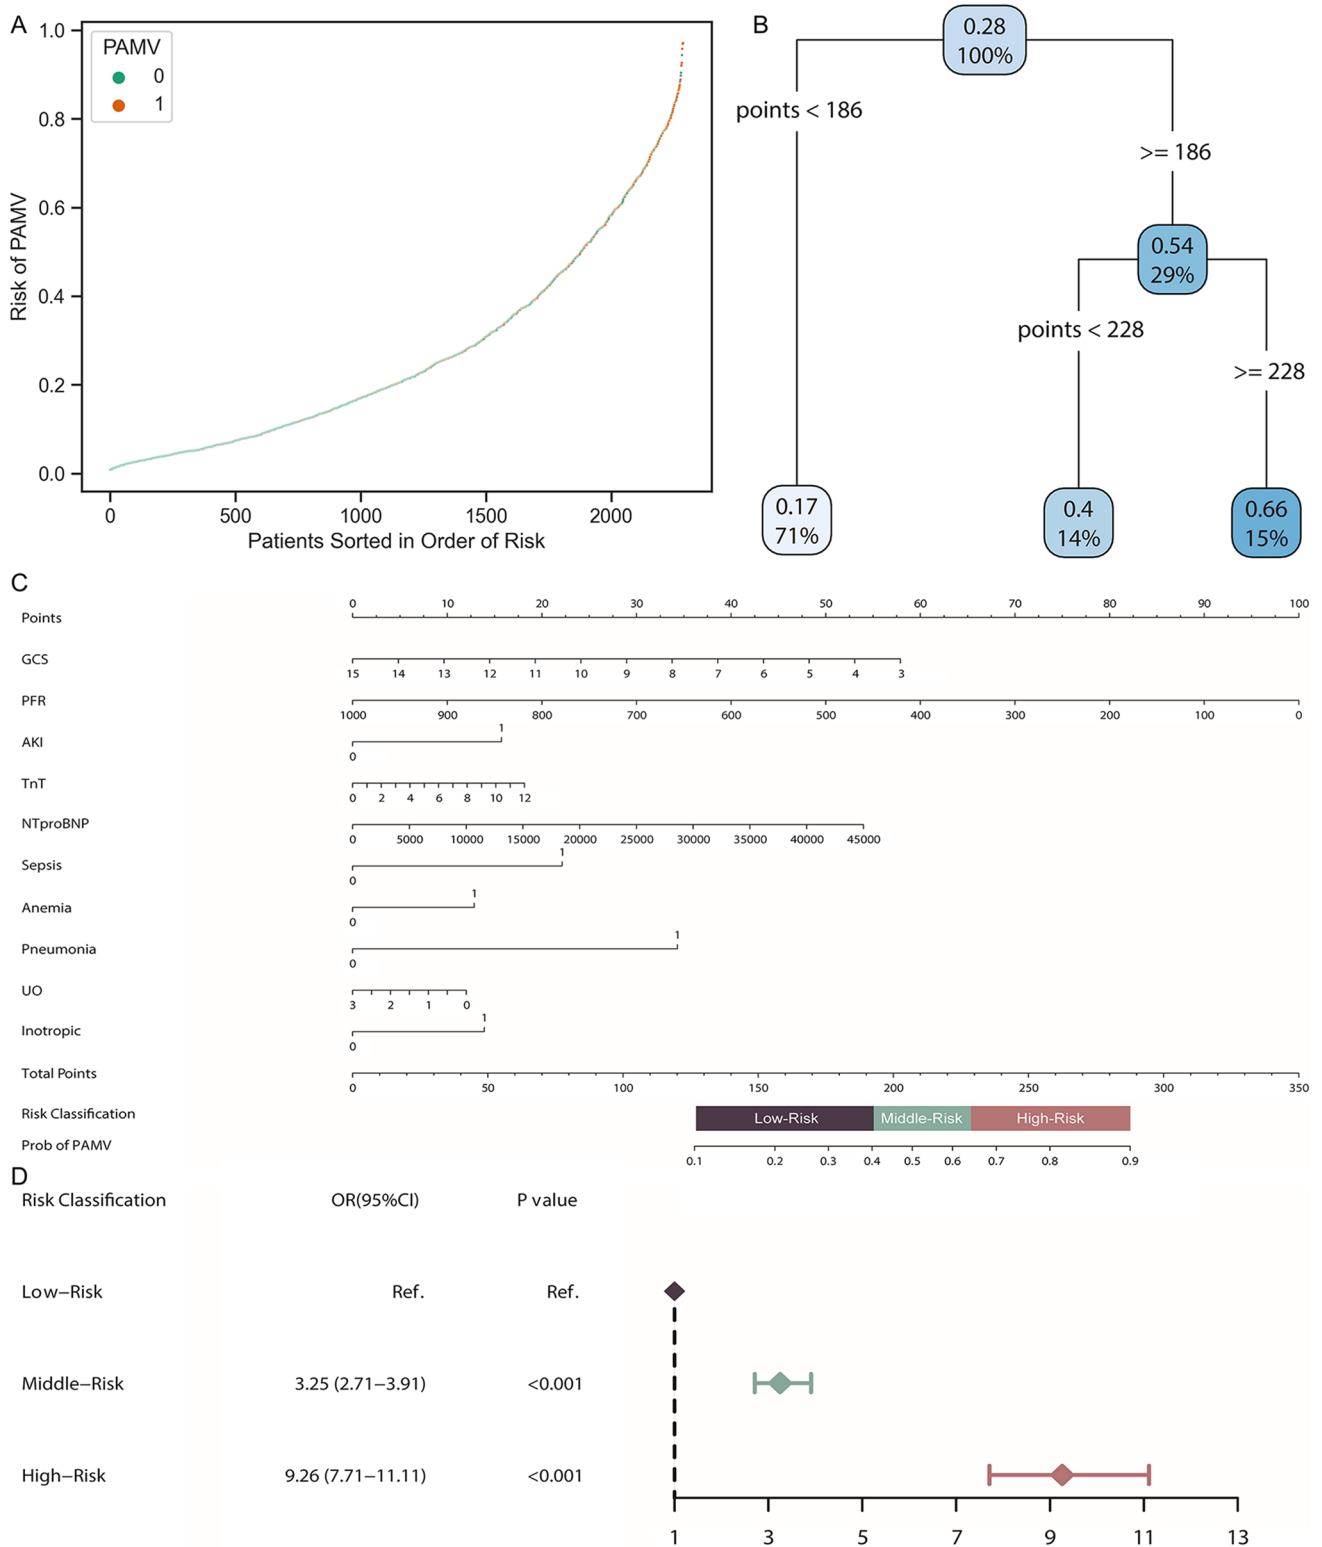 A
PAMV
0
1
1.0
0.8
0.6
0.4
0.2
0.0
Risk of PAMV
0 500 1000 1500 2000
Patients Sorted in Order of Risk
B
0.28
100%
points < 186
>= 186
0.54
29%
points < 228
>= 228
0.17
71%
0.4
14%
0.66
15%
C
0 10 20 30 40 50 60 70 80 90 100
Points
GCS
15 14 13 12 11 10 9 8 7 6 5 4 3
PFR
1000 900 800 700 600 500 400 300 200 100 0
1
AKI
0
TnT
0 2 4 6 8 10 12
NTproBNP
0 5000 10000 15000 20000 25000 30000 35000 40000 45000
1
Sepsis
0
1
Anemia
0
1
Pneumonia
0
UO
3 2 1 0
1
Inotropic
0
Total Points
0 50 100 150 200 250 300 350
Risk Classification Low-Risk Middle-Risk High-Risk
Prob of PAMV
0.1 0.2 0.3 0.4 0.5 0.6 0.7 0.8 0.9
D
Risk Classification OR(95%CI) P value
Low–Risk Ref. Ref.
Middle–Risk 3.25 (2.71–3.91) <0.001
High–Risk 9.26 (7.71–11.11) <0.001
1 3 5 7 9 11 13